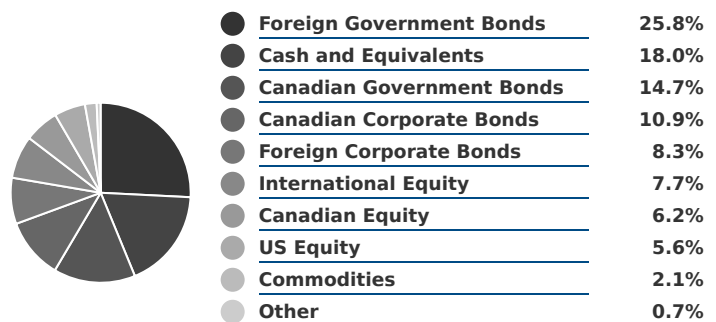 Foreign Government Bonds 25.8%
Cash and Equivalents 18.0%
Canadian Government Bonds 14.7%
Canadian Corporate Bonds 10.9%
Foreign Corporate Bonds 8.3%
International Equity 7.7%
Canadian Equity 6.2%
US Equity 5.6%
Commodities 2.1%
Other 0.7%